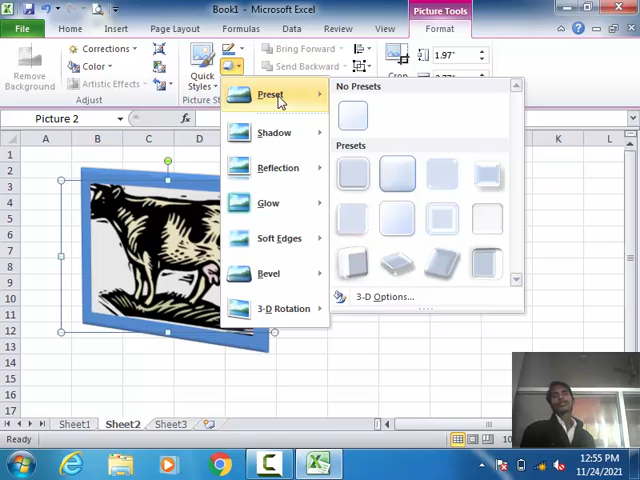 Book1 - Microsoft Excel
Picture Tools
File Home Insert Page Layout Formulas Data Review View Format
Remove Background
Corrections
Color
Artistic Effects
Quick Styles
Bring Forward
Send Backward
Crop
1.97"
Picture 2
A B C D K L
1
2
3
4
5
6
7
8
9
10
11
12
13
14
15
16
17
Preset
Shadow
Reflection
Glow
Soft Edges
Bevel
3-D Rotation
No Presets
Presets
3-D Options...
Sheet1 Sheet2 Sheet3
Ready
12:55 PM
11/24/2021